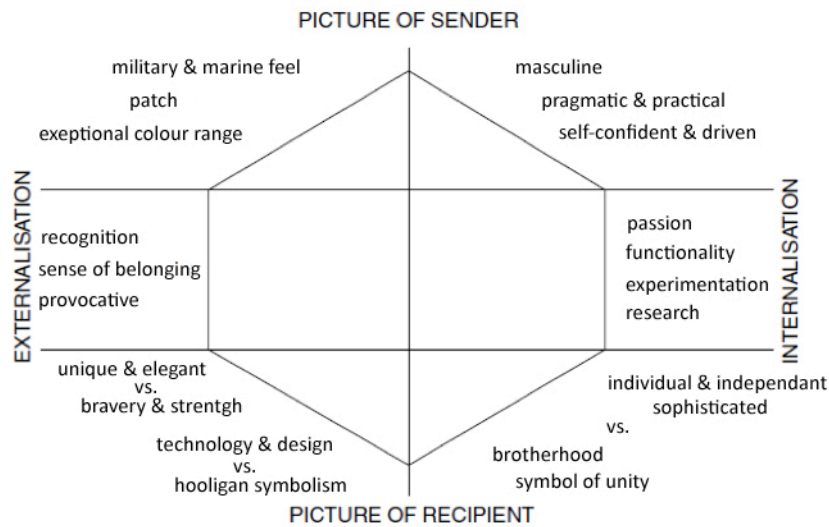 PICTURE OF SENDER
military & marine feel
patch
exeptional colour range
masculine
pragmatic & practical
self-confident & driven
EXTERNALISATION
recognition
sense of belonging
provocative
passion
functionality
experimentation
research
INTERNALISATION
unique & elegant
vs.
bravery & strentgh
technology & design
vs.
hooligan symbolism
individual & independant
sophisticated
vs.
brotherhood
symbol of unity
PICTURE OF RECIPIENT